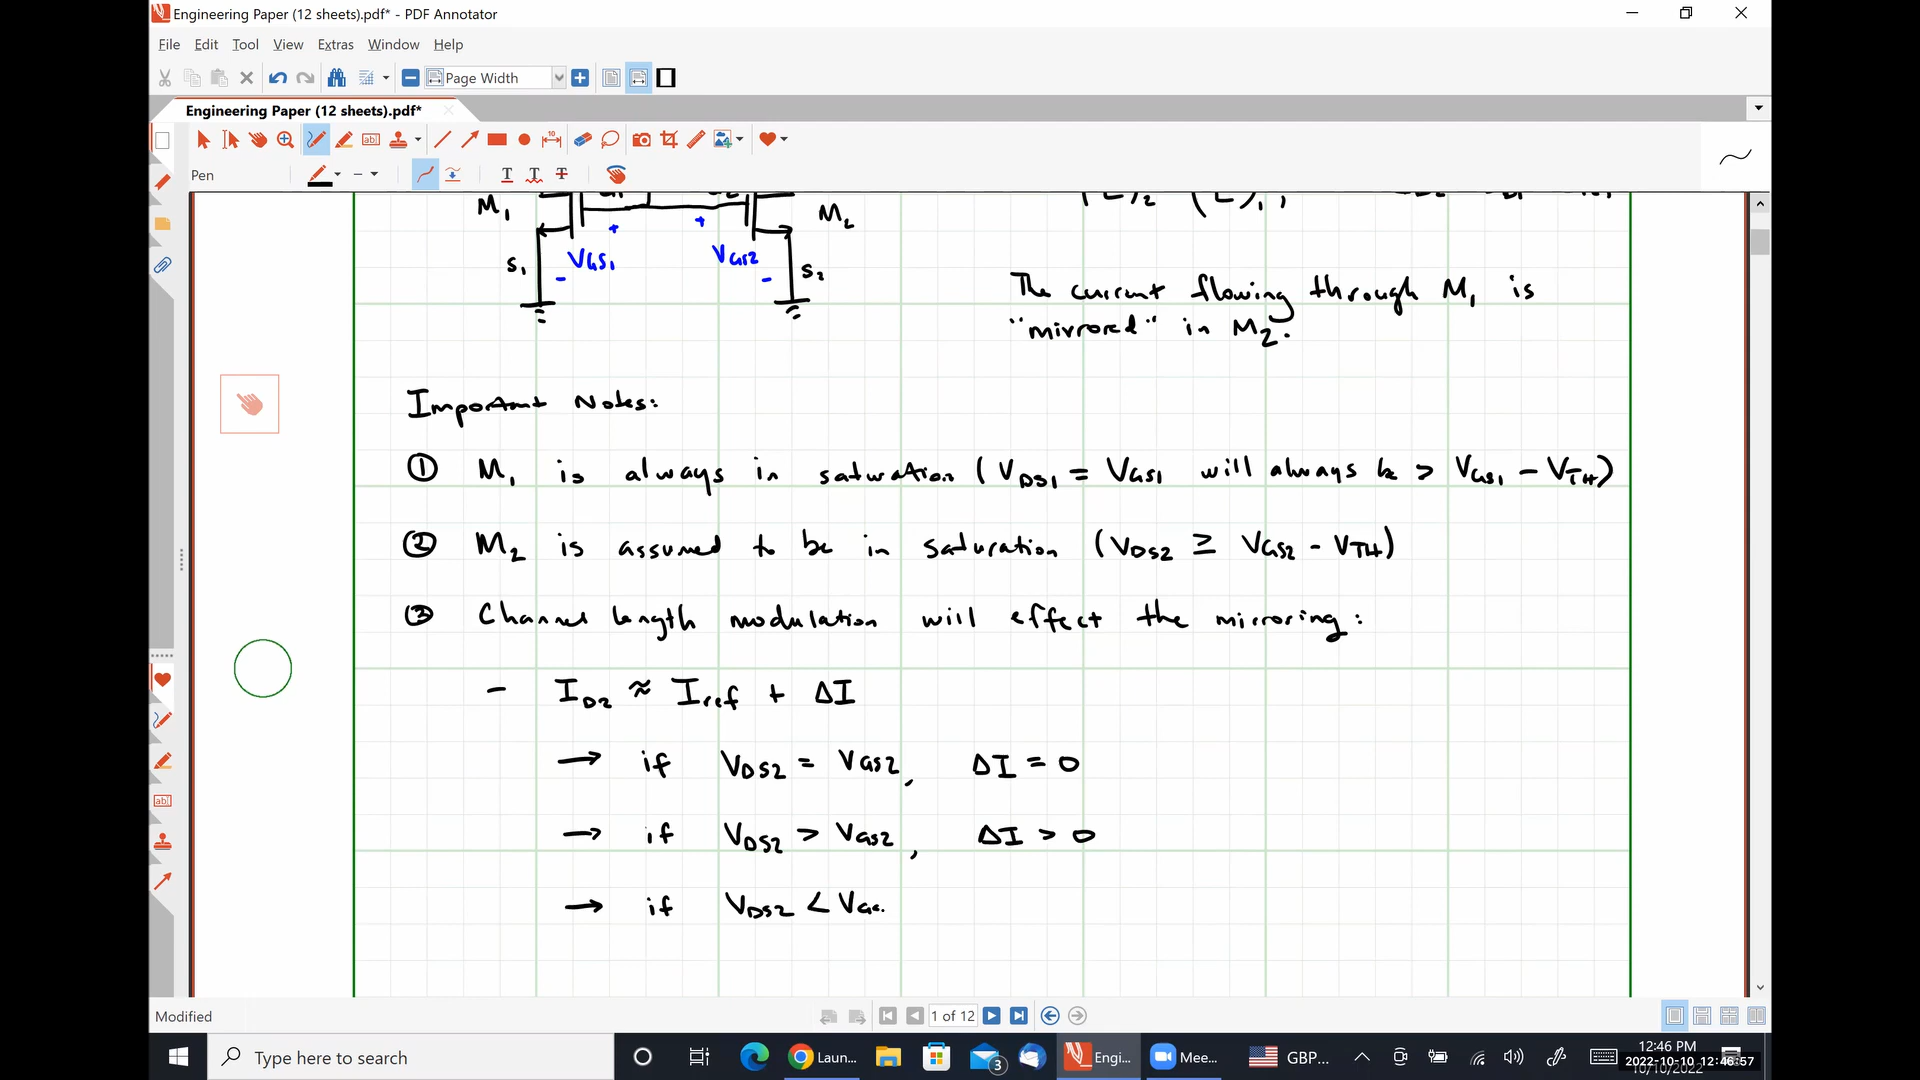 Engineering Paper (12 sheets).pdf* - PDF Annotator
File Edit Tool View Extras Window Help
Page Width
Engineering Paper (12 sheets).pdf*
Pen
M1
M2
S1
VGS1
VGS2
S2
+
+
-
-
The current flowing through M1 is
"mirrored" in M2.
Important Notes:
① M1 is always in saturation (VDS1 = VGS1 will always be > VGS1 - VTH)
② M2 is assumed to be in saturation (VDS2 ≥ VGS2 - VTH)
③ Channel length modulation will effect the mirroring:
- ID2 ≈ Iref + ΔI
→ if VDS2 = VGS2, ΔI = 0
→ if VDS2 > VGS2, ΔI > 0
→ if VDS2 < VGS
Modified
1 of 12
Type here to search
Laun...
3
Engi...
Mee...
GBP...
12:46 PM
2022-10-10 12:46:57
10/10/2022